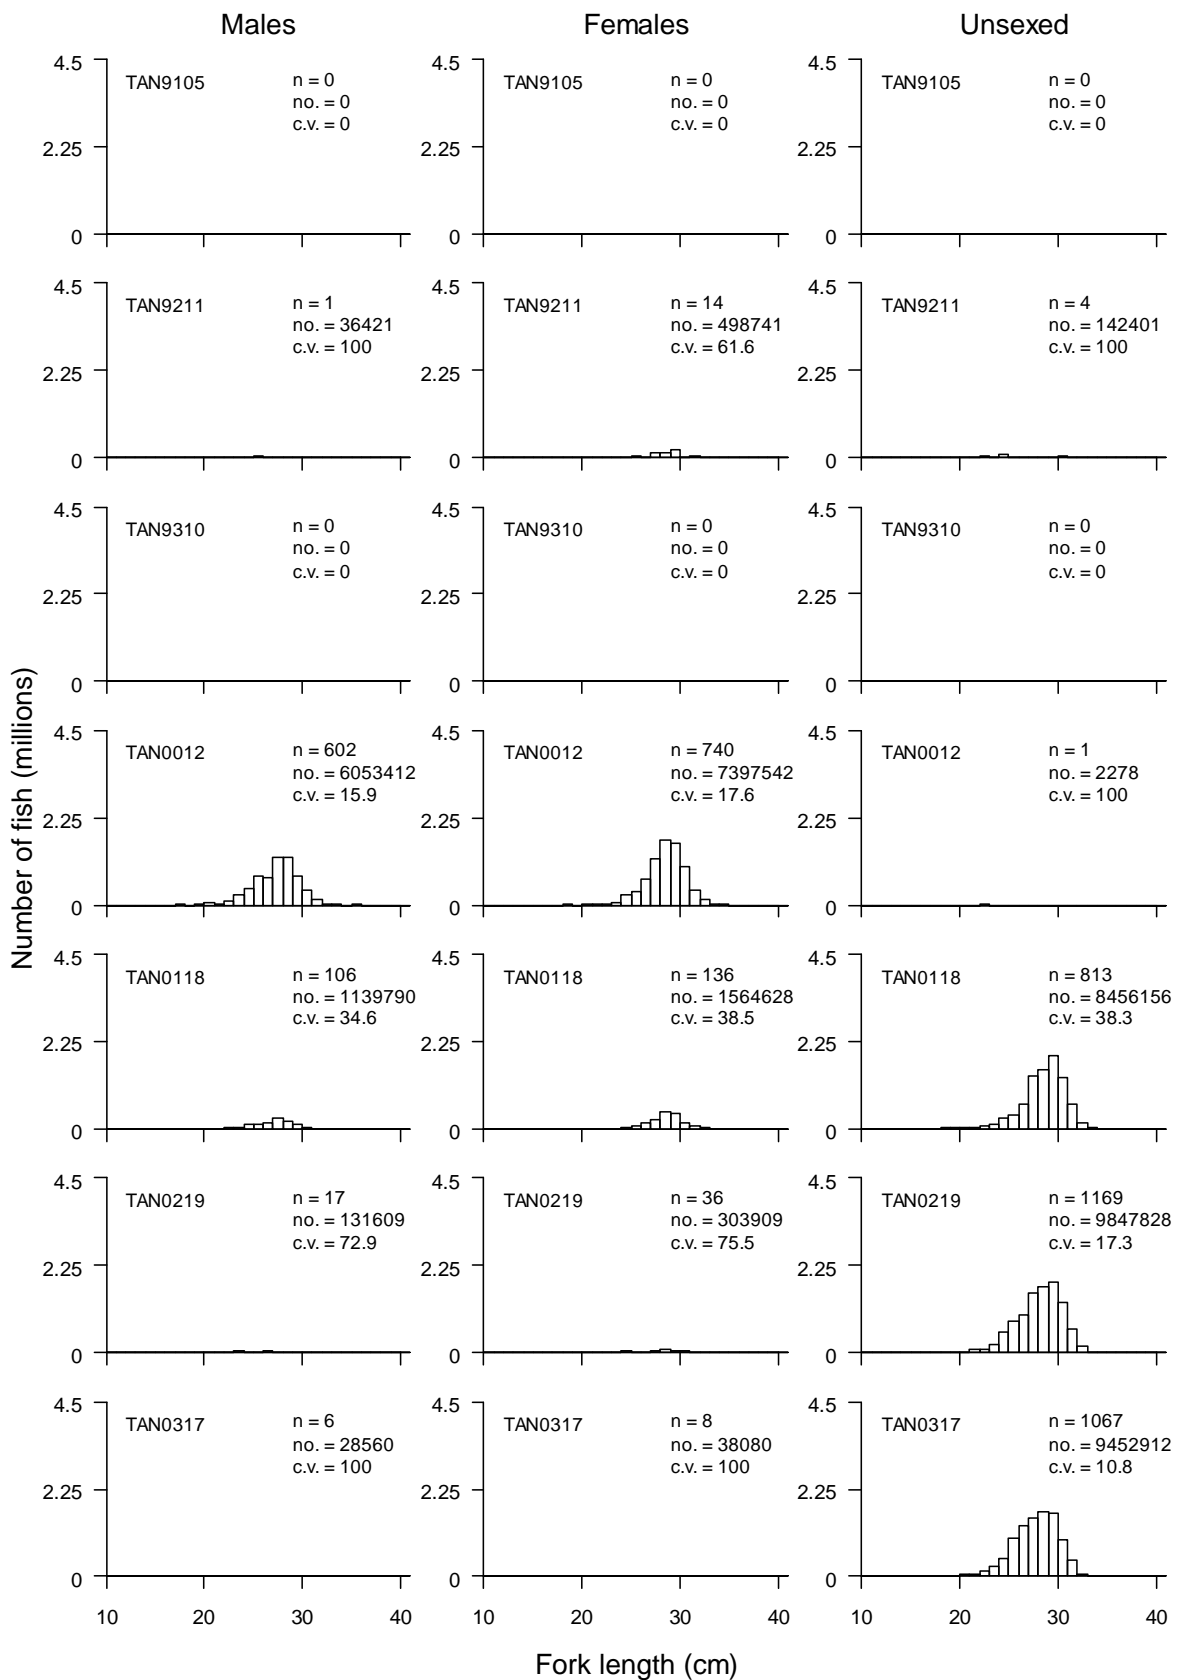 Males Females Unsexed
4.5 TAN9105 n = 0 TAN9105 n = 0 TAN9105 n = 0
no. = 0 no. = 0 no. = 0
c.v. = 0 c.v. = 0 c.v. = 0
2.25 2.25 2.25
0 0 0
4.5 4.5 4.5
TAN9211 n = 1 TAN9211 n = 14 TAN9211 n = 4
no. = 36421 no. = 498741 no. = 142401
c.v. = 100 c.v. = 61.6 c.v. = 100
2.25 2.25 2.25
0 0 0
4.5 4.5 4.5
TAN9310 n = 0 TAN9310 n = 0 TAN9310 n = 0
no. = 0 no. = 0 no. = 0
c.v. = 0 c.v. = 0 c.v. = 0
2.25 2.25 2.25
0 0 0
Number of fish (millions)
4.5 4.5 4.5
TAN0012 n = 602 TAN0012 n = 740 TAN0012 n = 1
no. = 6053412 no. = 7397542 no. = 2278
c.v. = 15.9 c.v. = 17.6 c.v. = 100
2.25 2.25 2.25
0 0 0
4.5 4.5 4.5
TAN0118 n = 106 TAN0118 n = 136 TAN0118 n = 813
no. = 1139790 no. = 1564628 no. = 8456156
c.v. = 34.6 c.v. = 38.5 c.v. = 38.3
2.25 2.25 2.25
0 0 0
4.5 4.5 4.5
TAN0219 n = 17 TAN0219 n = 36 TAN0219 n = 1169
no. = 131609 no. = 303909 no. = 9847828
c.v. = 72.9 c.v. = 75.5 c.v. = 17.3
2.25 2.25 2.25
0 0 0
4.5 4.5 4.5
TAN0317 n = 6 TAN0317 n = 8 TAN0317 n = 1067
no. = 28560 no. = 38080 no. = 9452912
c.v. = 100 c.v. = 100 c.v. = 10.8
2.25 2.25 2.25
0 0 0
10 20 30 40 10 20 30 40 10 20 30 40
Fork length (cm)